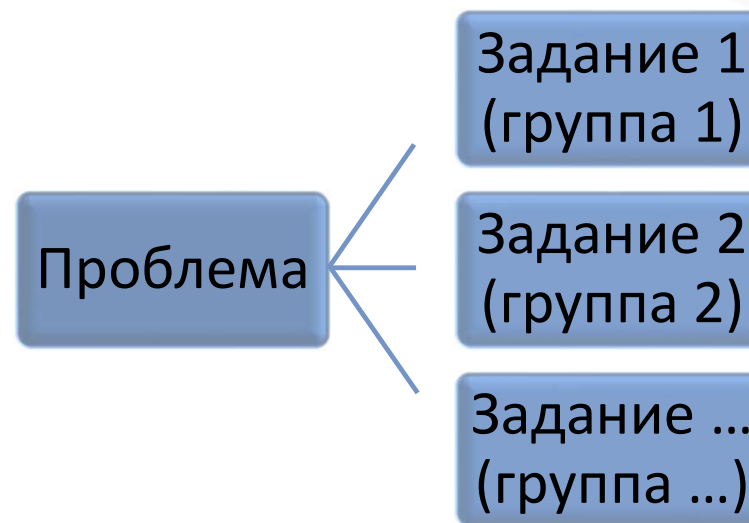 Задание 1
(группа 1)
Проблема
Задание 2
(группа 2)
Задание ...
(группа ...)